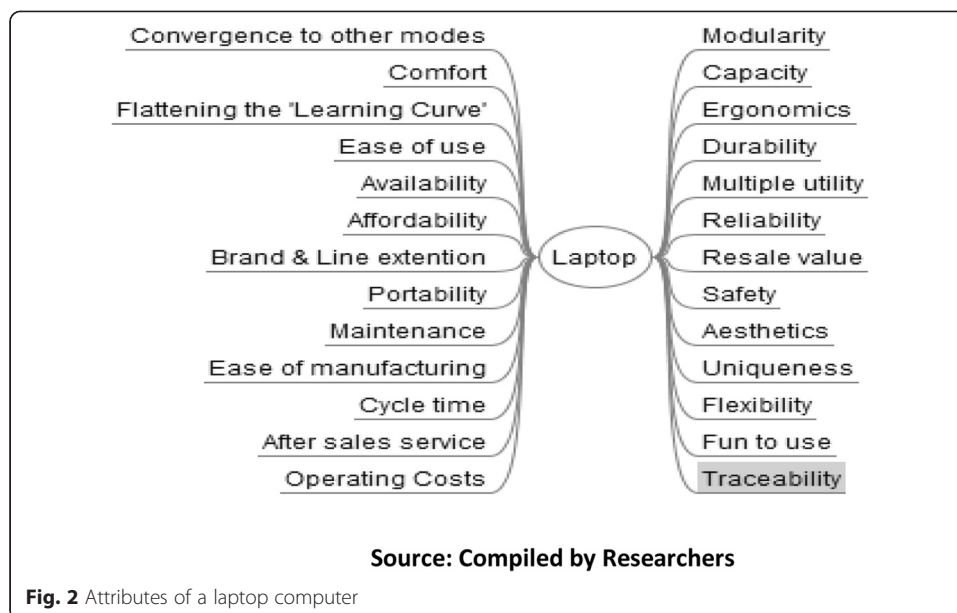 Convergence to other modes
Comfort
Flattening the "Learning Curve"
Ease of use
Availability
Affordability
Brand & Line extention
Portability
Maintenance
Ease of manufacturing
Cycle time
After sales service
Operating Costs
Laptop
Modularity
Capacity
Ergonomics
Durability
Multiple utility
Reliability
Resale value
Safety
Aesthetics
Uniqueness
Flexibility
Fun to use
Traceability
Source: Compiled by Researchers
Fig. 2 Attributes of a laptop computer